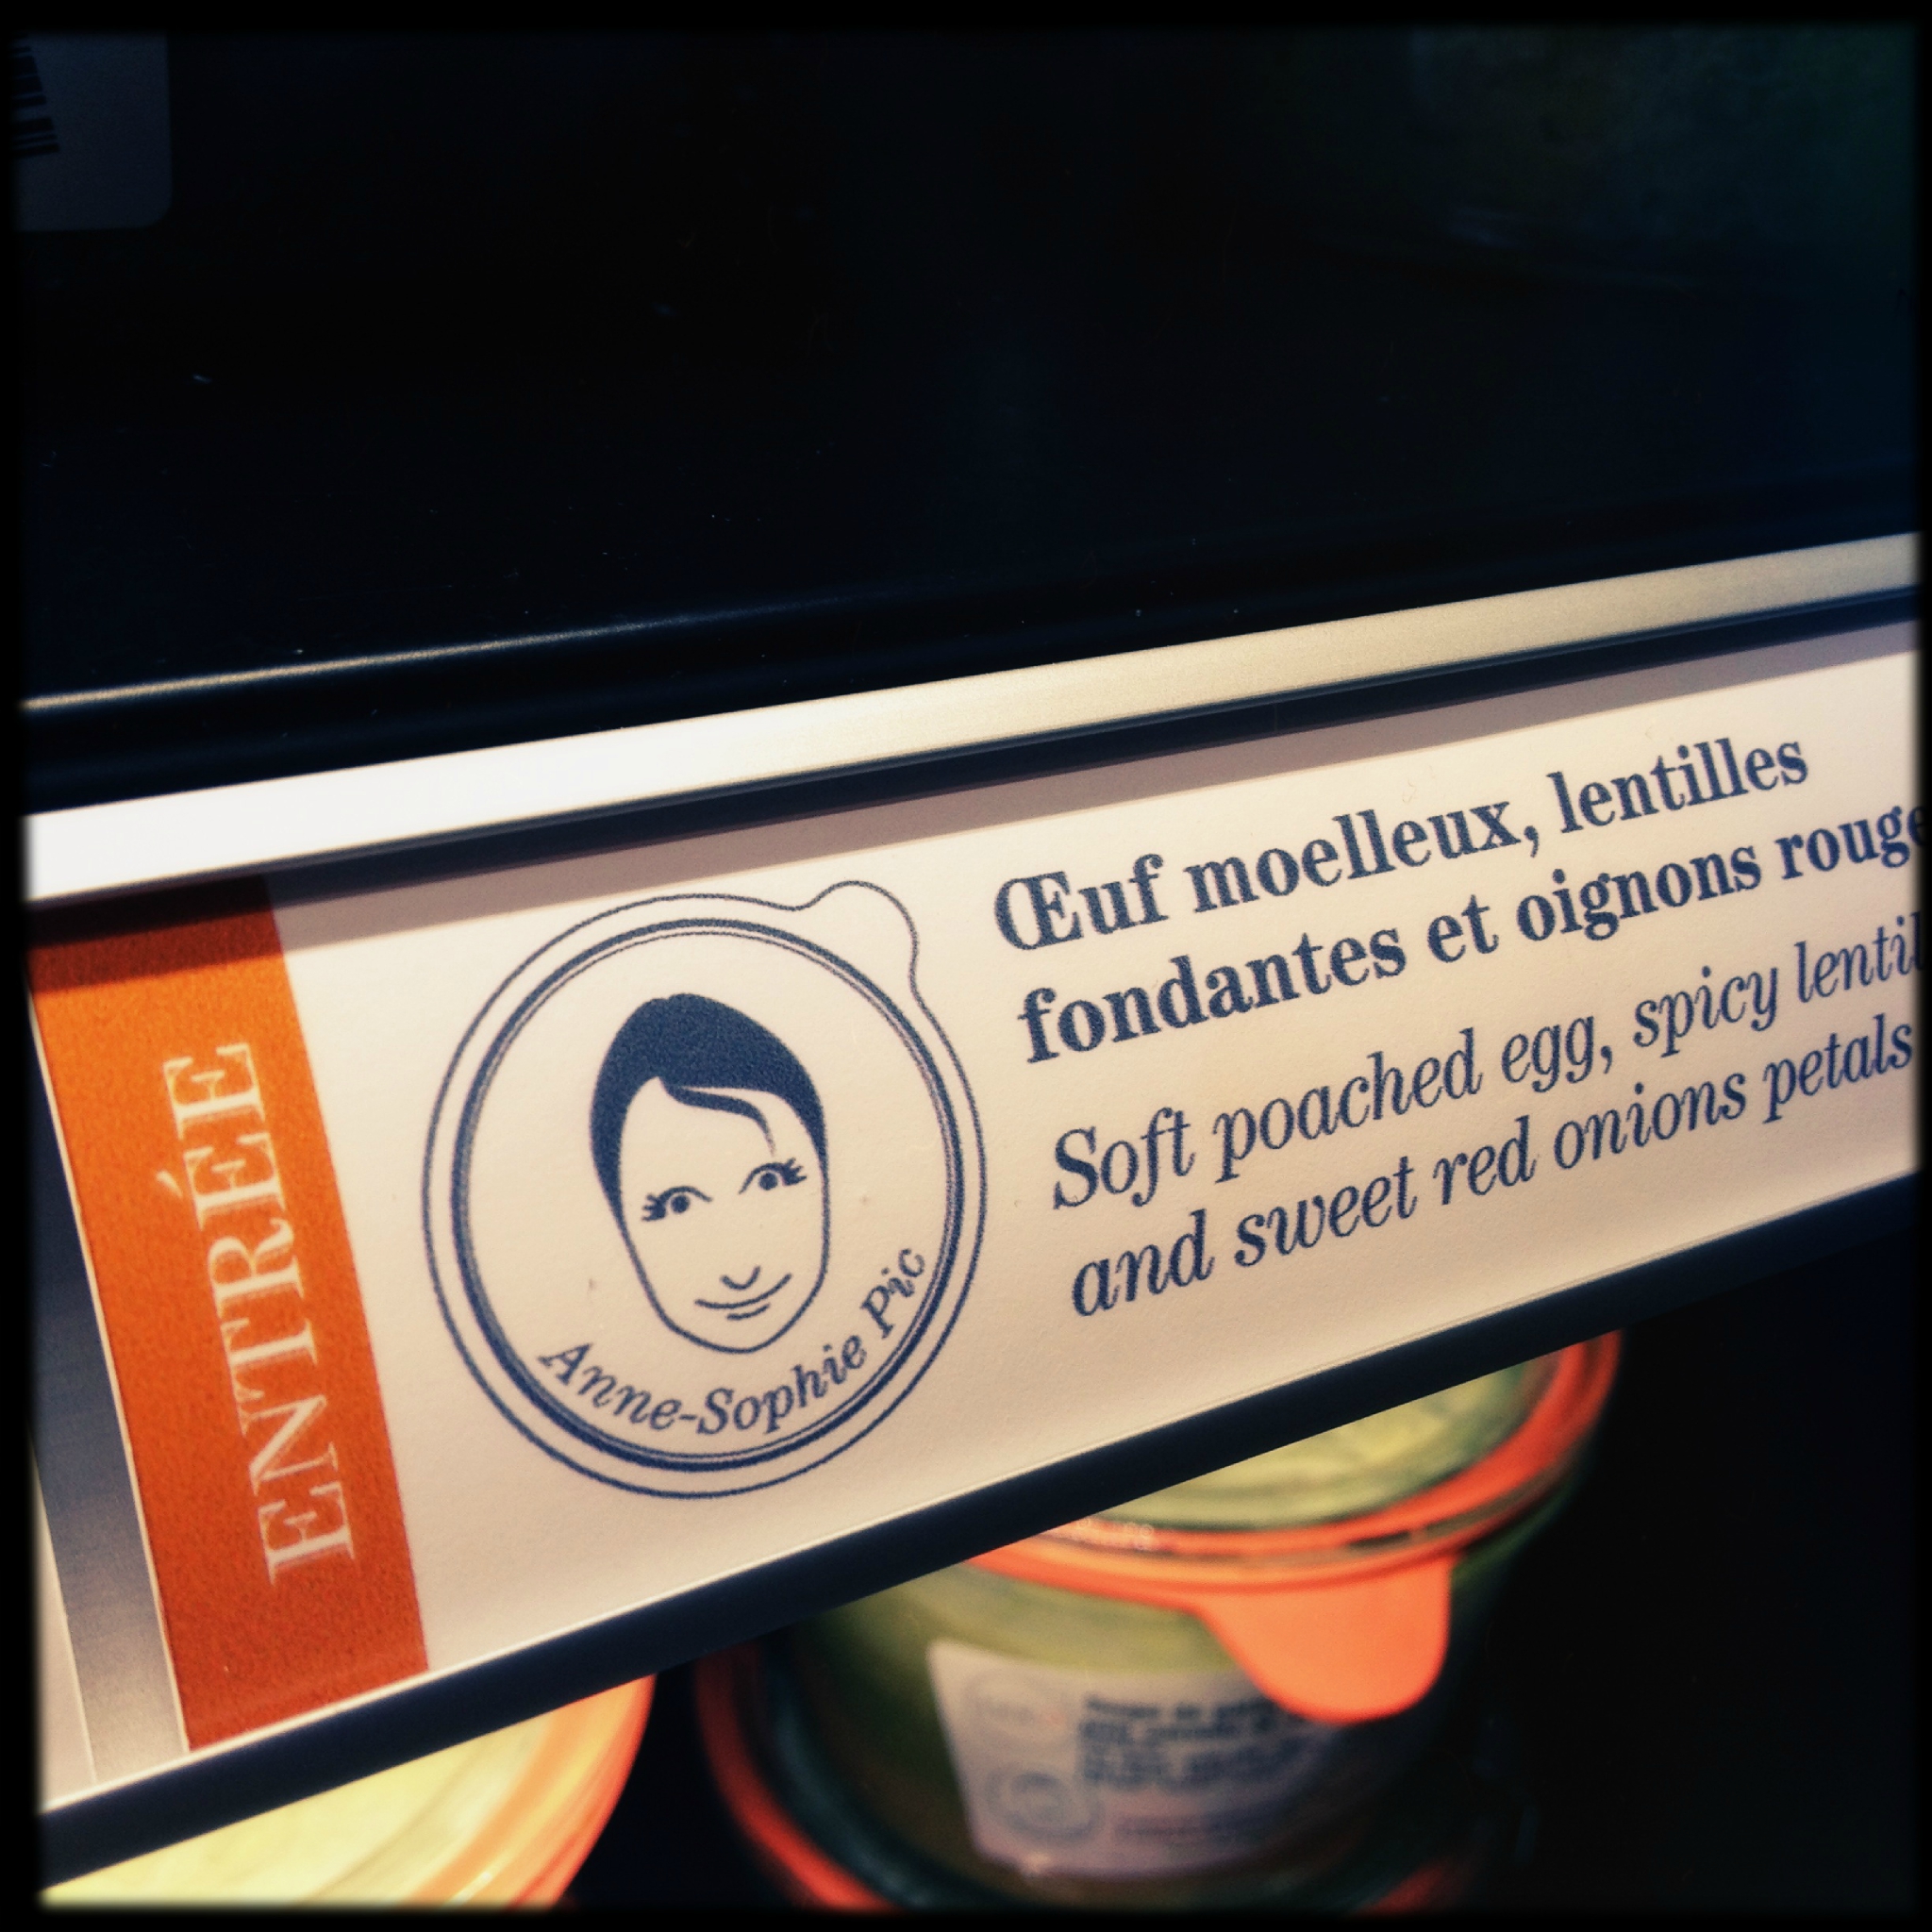 ENTRÉE
Anne-Sophie Pic
Œuf moelleux, lentilles
fondantes et oignons rouge
Soft poached egg, spicy lentil
and sweet red onions petals